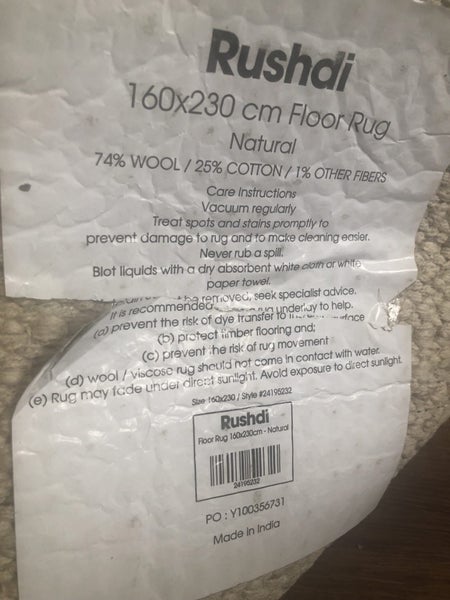 Rushdi
160x230 cm Floor Rug
Natural
74% WOOL / 25% COTTON / 1% OTHER FIBERS
Care Instructions
Vacuum regularly
Treat spots and stains promptly to
prevent damage to rug and to make cleaning easier.
Never rub a spill.
Blot liquids with a dry absorbent white cloth or white
paper towel.
be removed, seek specialist advice.
It is recommended rug underlay to help.
(a) prevent the risk of dye transfer to
(b) protect timber flooring and;
(c) prevent the risk of rug movement
(d) wool / viscose rug should not come in contact with water.
(e) Rug may fade under direct sunlight. Avoid exposure to direct sunlight.
Size 160x230 / Style #24195232
Rushdi
Floor Rug 160x230cm - Natural
24195232
PO : Y100356731
Made in India